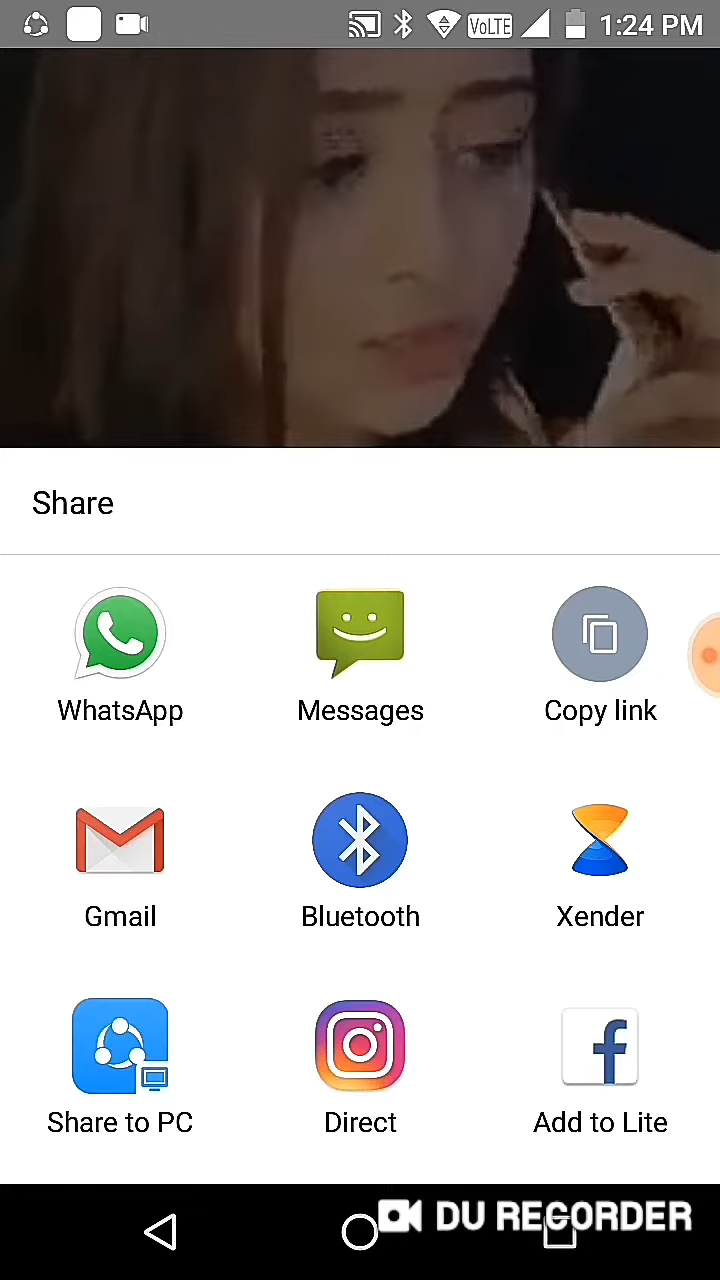 VoLTE 1:24 PM
Share
WhatsApp Messages Copy link
Gmail Bluetooth Xender
Share to PC Direct Add to Lite
DU RECORDER